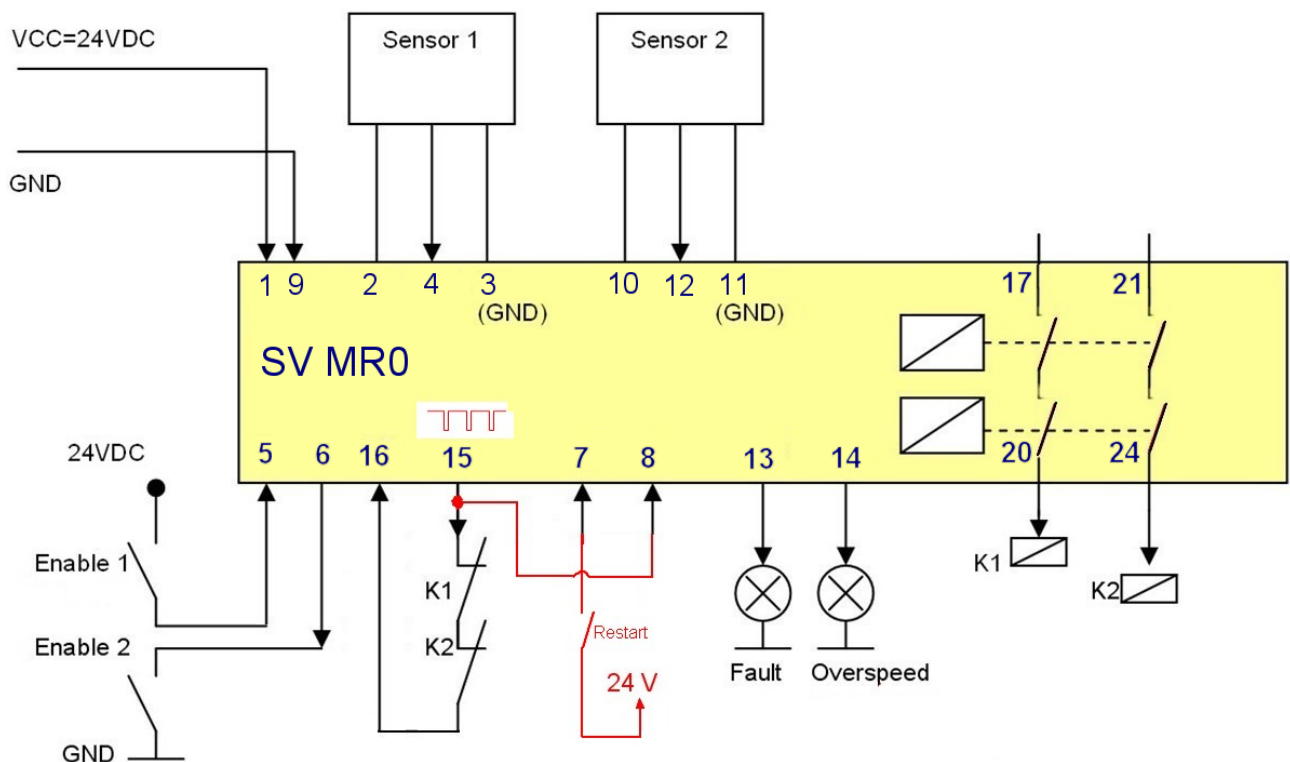 VCC=24VDC
Sensor 1
Sensor 2
GND
1 9 2 4 3 10 12 11 17 21
(GND) (GND)
SV MR0
24VDC
5 6 16 15 7 8 13 14 20 24
Enable 1
K1
K1
K2
Enable 2
K2
Restart
24 V
Fault
Overspeed
GND